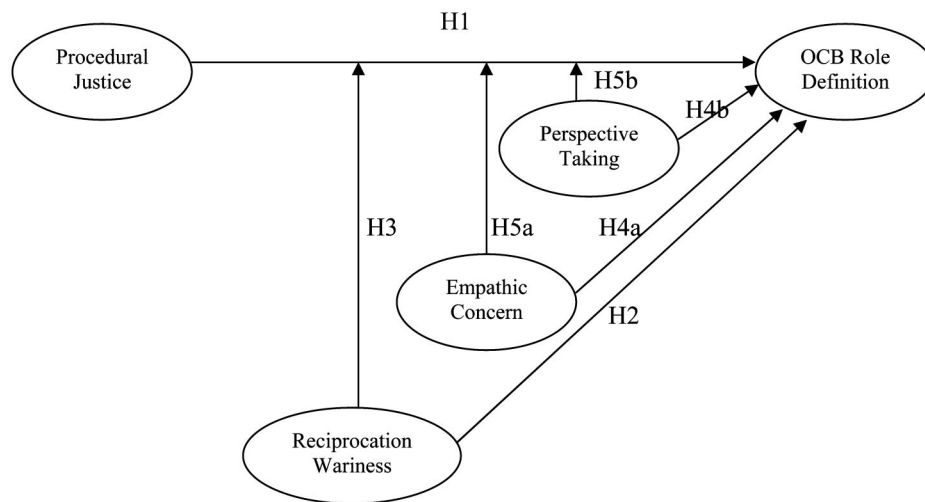 H1
Procedural
Justice
OCB Role
Definition
H5b
H4b
Perspective
Taking
H3
H5a
H4a
Empathic
Concern
H2
Reciprocation
Wariness